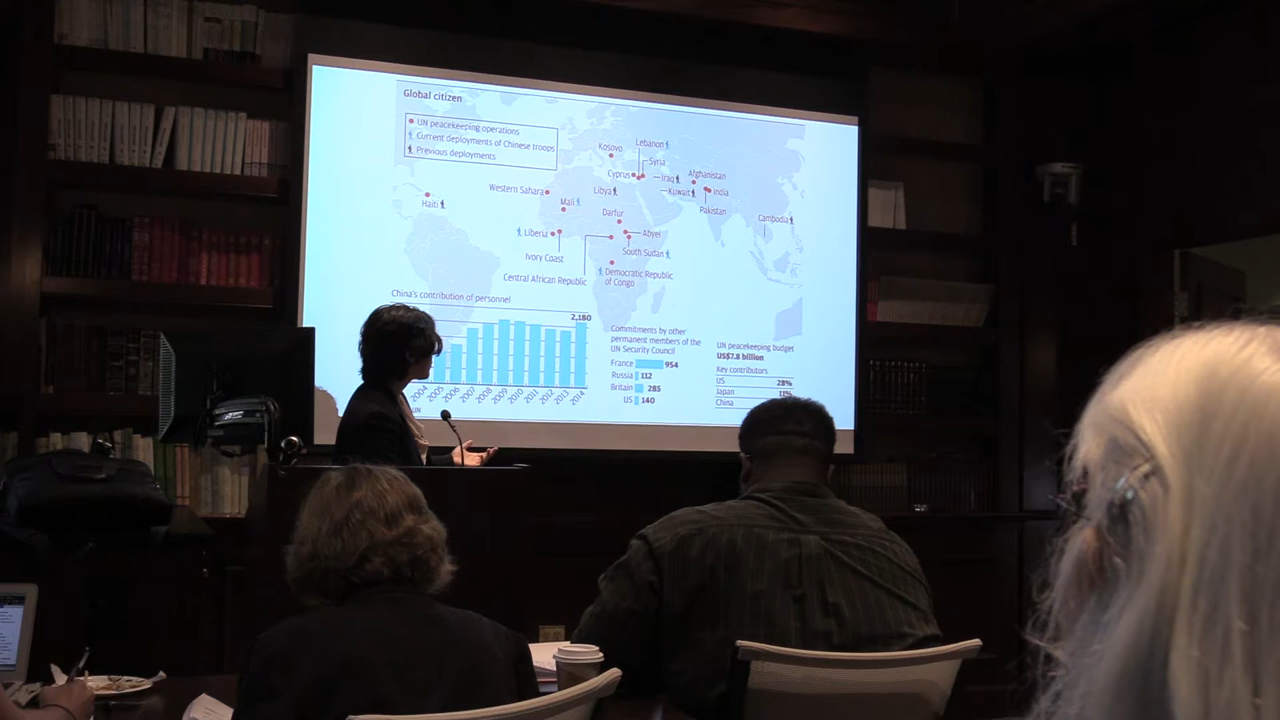 Global citizen
UN peacekeeping operations
Current deployments of Chinese troops
Previous deployments
Kosovo
Lebanon
Syria
Cyprus
Iraq
Afghanistan
Kuwait
India
Pakistan
Western Sahara
Libya
Mali
Haiti
Darfur
Cambodia
Liberia
Abyei
Ivory Coast
South Sudan
Central African Republic
Democratic Republic
of Congo
China's contribution of personnel
2,180
2004 2005 2006 2007 2008 2009 2010 2011 2012 2013 2014
Commitments by other
permanent members of the
UN Security Council
France 954
Russia 112
Britain 285
US 140
UN peacekeeping budget
US$7.8 billion
Key contributors
US 28%
Japan 11%
China